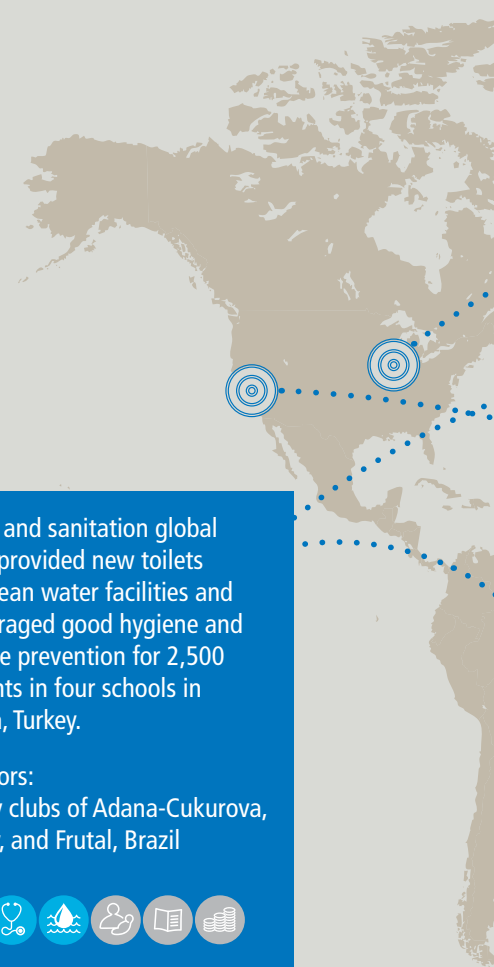 and sanitation global
provided new toilets
ean water facilities and
raged good hygiene and
e prevention for 2,500
nts in four schools in
, Turkey.
ors:
y clubs of Adana-Cukurova,
, and Frutal, Brazil